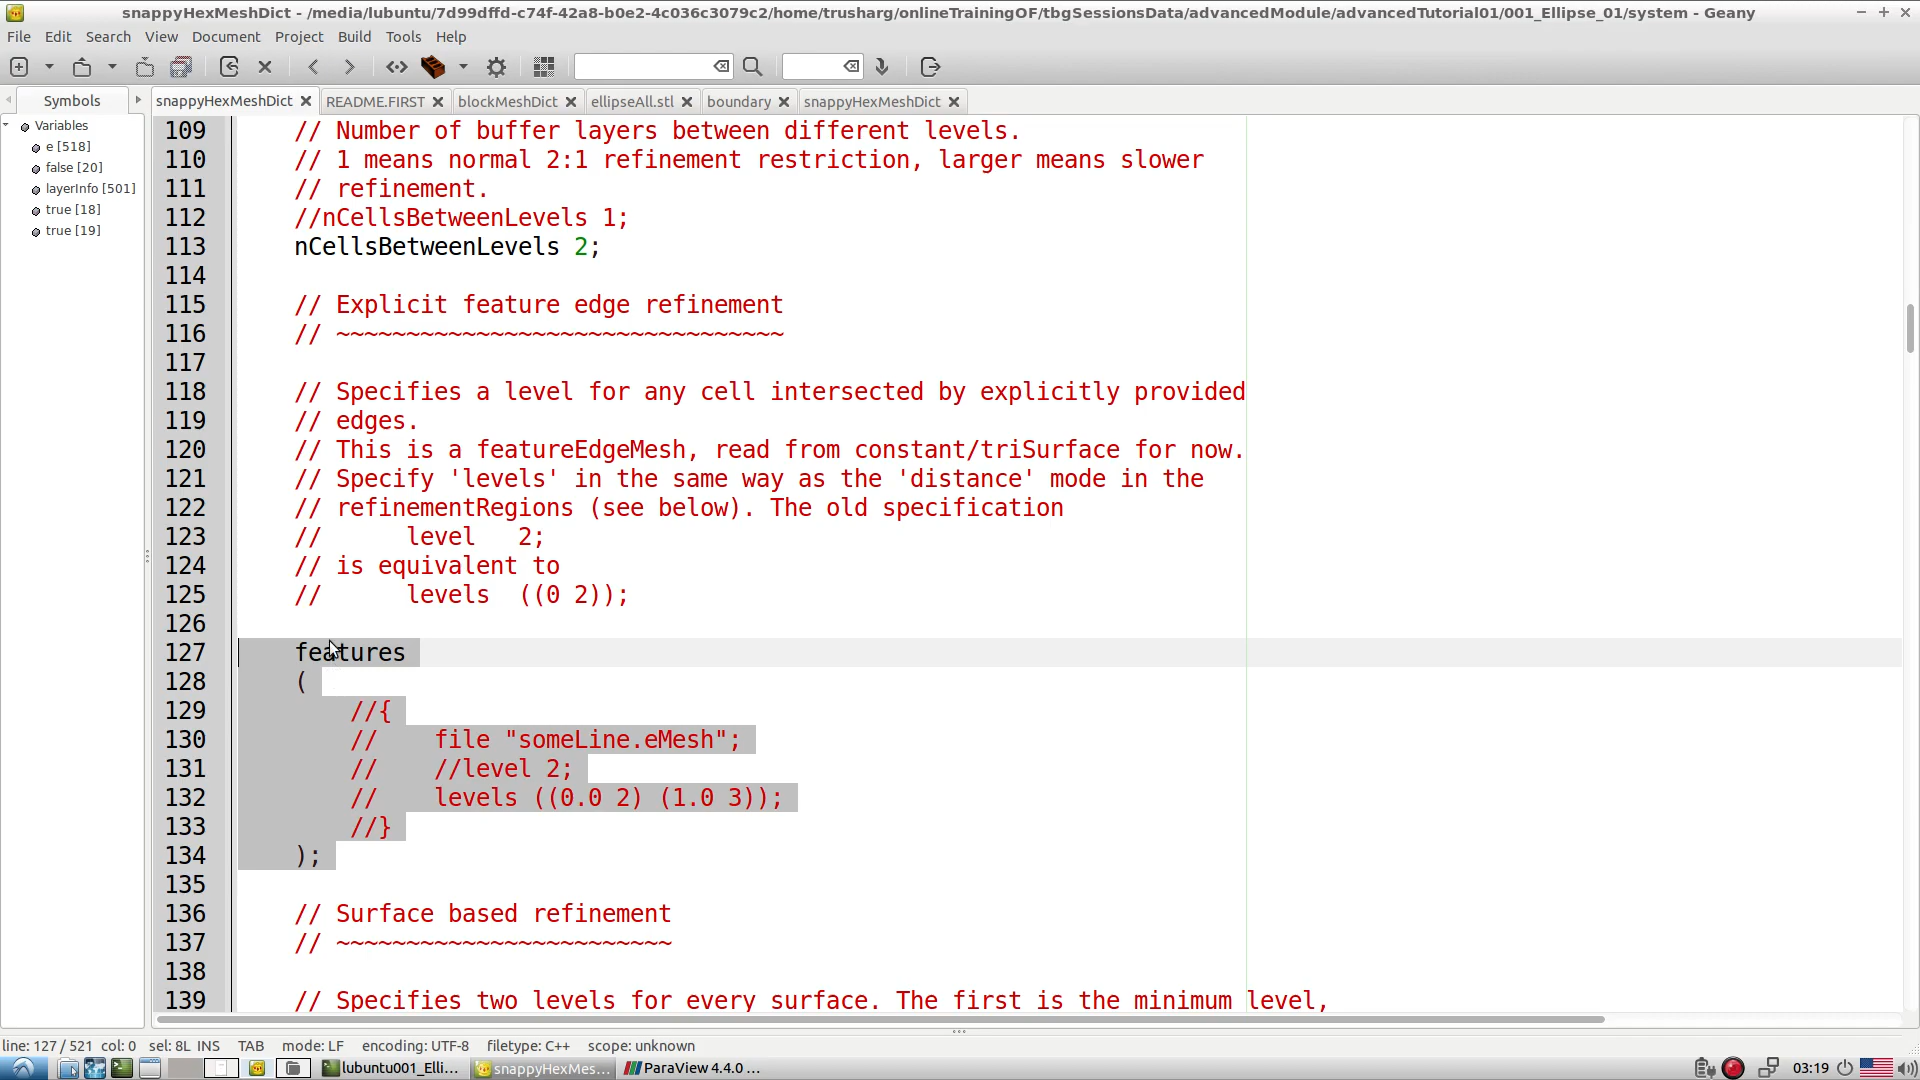 snappyHexMeshDict - /media/lubuntu/7d99dffd-c74f-42a8-b0e2-4c036c3079c2/home/trusharg/onlineTrainingOF/tbgSessionsData/advancedModule/advancedTutorial01/001_Ellipse_01/system - Geany
File Edit Search View Document Project Build Tools Help
Symbols snappyHexMeshDict README.FIRST blockMeshDict ellipseAll.stl boundary snappyHexMeshDict
Variables
e [518]
false [20]
layerInfo [501]
true [18]
true [19]
109 // Number of buffer layers between different levels.
110 // 1 means normal 2:1 refinement restriction, larger means slower
111 // refinement.
112 //nCellsBetweenLevels 1;
113 nCellsBetweenLevels 2;
114
115 // Explicit feature edge refinement
116 // ~~~~~~~~~~~~~~~~~~~~~~~~~~~~~~~~
117
118 // Specifies a level for any cell intersected by explicitly provided
119 // edges.
120 // This is a featureEdgeMesh, read from constant/triSurface for now.
121 // Specify 'levels' in the same way as the 'distance' mode in the
122 // refinementRegions (see below). The old specification
123 //      level   2;
124 // is equivalent to
125 //      levels  ((0 2));
126
127 features
128 (
129     //{
130     //    file "someLine.eMesh";
131     //    //level 2;
132     //    levels ((0.0 2) (1.0 3));
133     //}
134 );
135
136 // Surface based refinement
137 // ~~~~~~~~~~~~~~~~~~~~~~~~
138
139 // Specifies two levels for every surface. The first is the minimum level,
line: 127 / 521 col: 0 sel: 8L INS TAB mode: LF encoding: UTF-8 filetype: C++ scope: unknown
lubuntu001_Elli... snappyHexMes... ParaView 4.4.0 ... 03:19